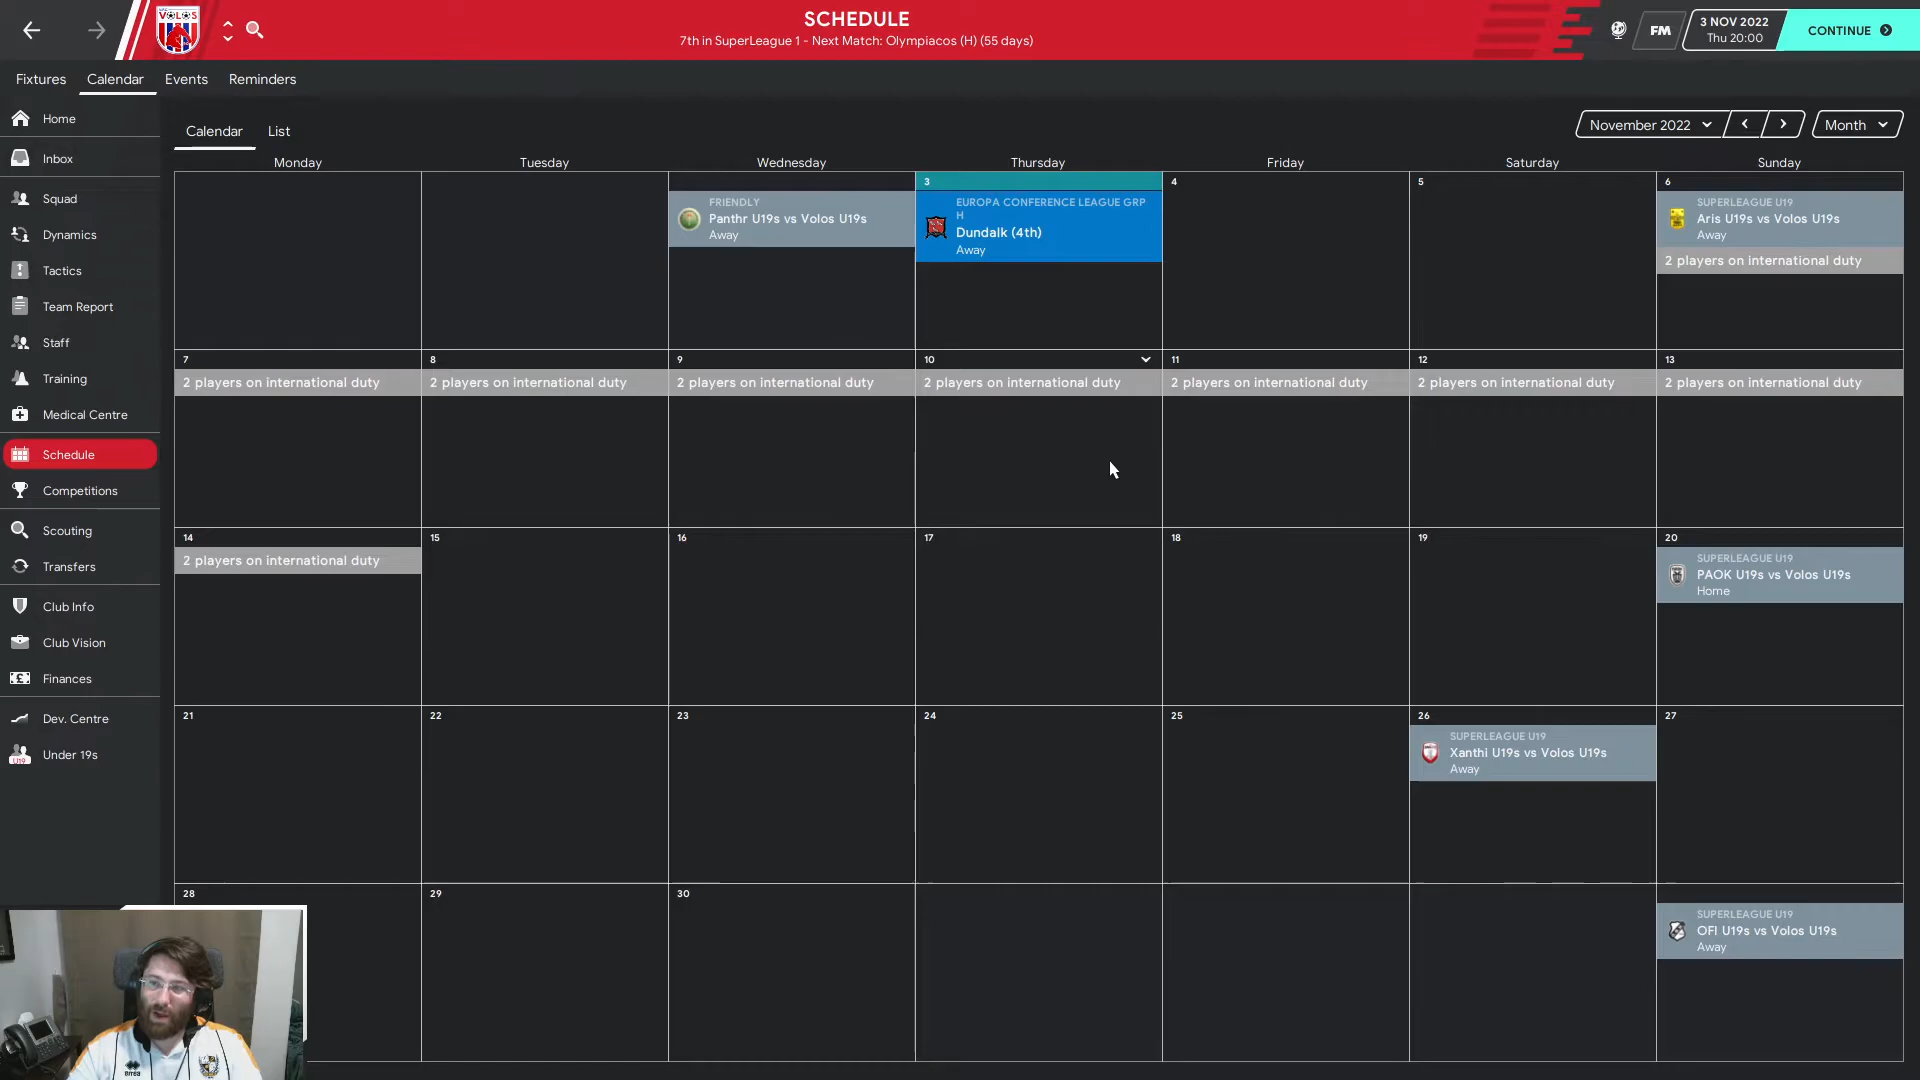 VOLOS
SCHEDULE
7th in SuperLeague 1 - Next Match: Olympiacos (H) (55 days)
FM
3 NOV 2022
Thu 20:00
CONTINUE
Fixtures
Calendar
Events
Reminders
Home
Inbox
Squad
Dynamics
Tactics
Team Report
Staff
Training
Medical Centre
Schedule
Competitions
Scouting
Transfers
Club Info
Club Vision
Finances
Dev. Centre
U19
Under 19s
Calendar
List
November 2022
Month
Monday
Tuesday
Wednesday
Thursday
Friday
Saturday
Sunday
FRIENDLY
Panthr U19s vs Volos U19s
Away
3
EUROPA CONFERENCE LEAGUE GRP
H
Dundalk (4th)
Away
4
5
6
SUPERLEAGUE U19
Aris U19s vs Volos U19s
Away
2 players on international duty
7
2 players on international duty
8
2 players on international duty
9
2 players on international duty
10
2 players on international duty
11
2 players on international duty
12
2 players on international duty
13
2 players on international duty
14
2 players on international duty
15
16
17
18
19
20
SUPERLEAGUE U19
PAOK U19s vs Volos U19s
Home
21
22
23
24
25
26
SUPERLEAGUE U19
Xanthi U19s vs Volos U19s
Away
27
28
29
30
SUPERLEAGUE U19
OFI U19s vs Volos U19s
Away